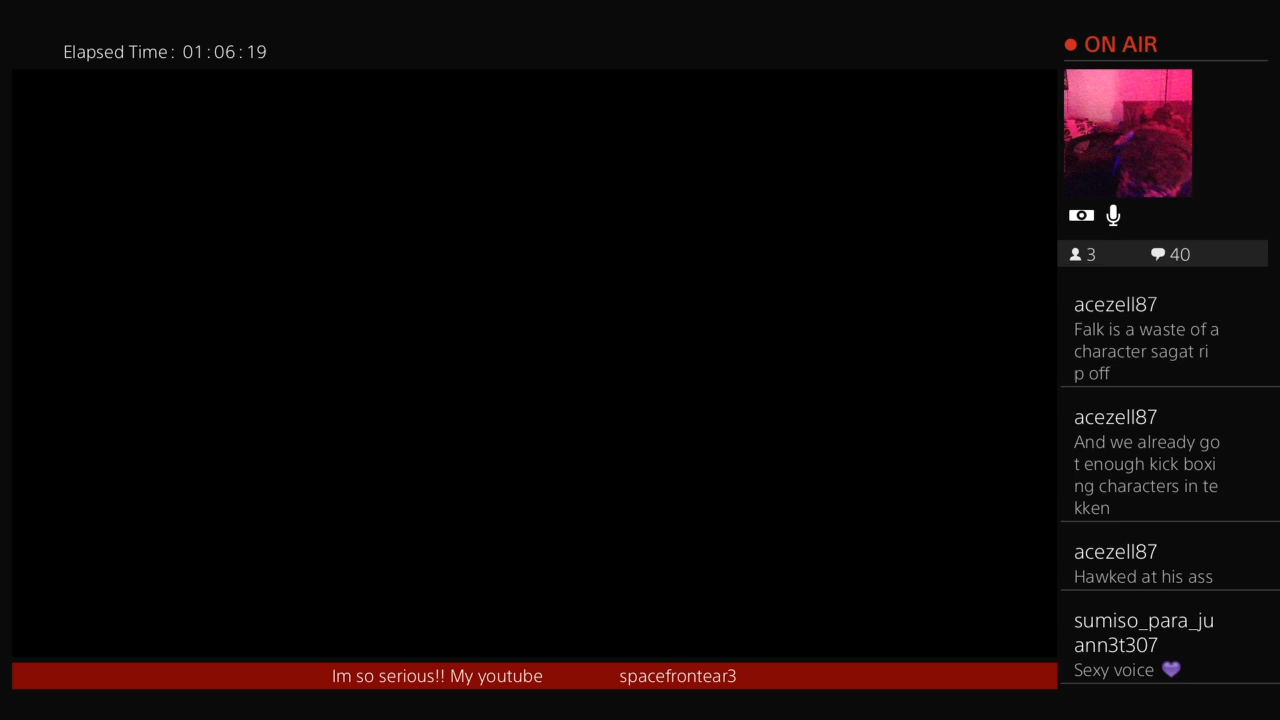 Elapsed Time: 01:06:19
ON AIR
3 40
acezell87
Falk is a waste of a
character sagat ri
p off
acezell87
And we already go
t enough kick boxi
ng characters in te
kken
acezell87
Hawked at his ass
sumiso_para_ju
ann3t307
Sexy voice 💜
Im so serious!! My youtube spacefrontear3